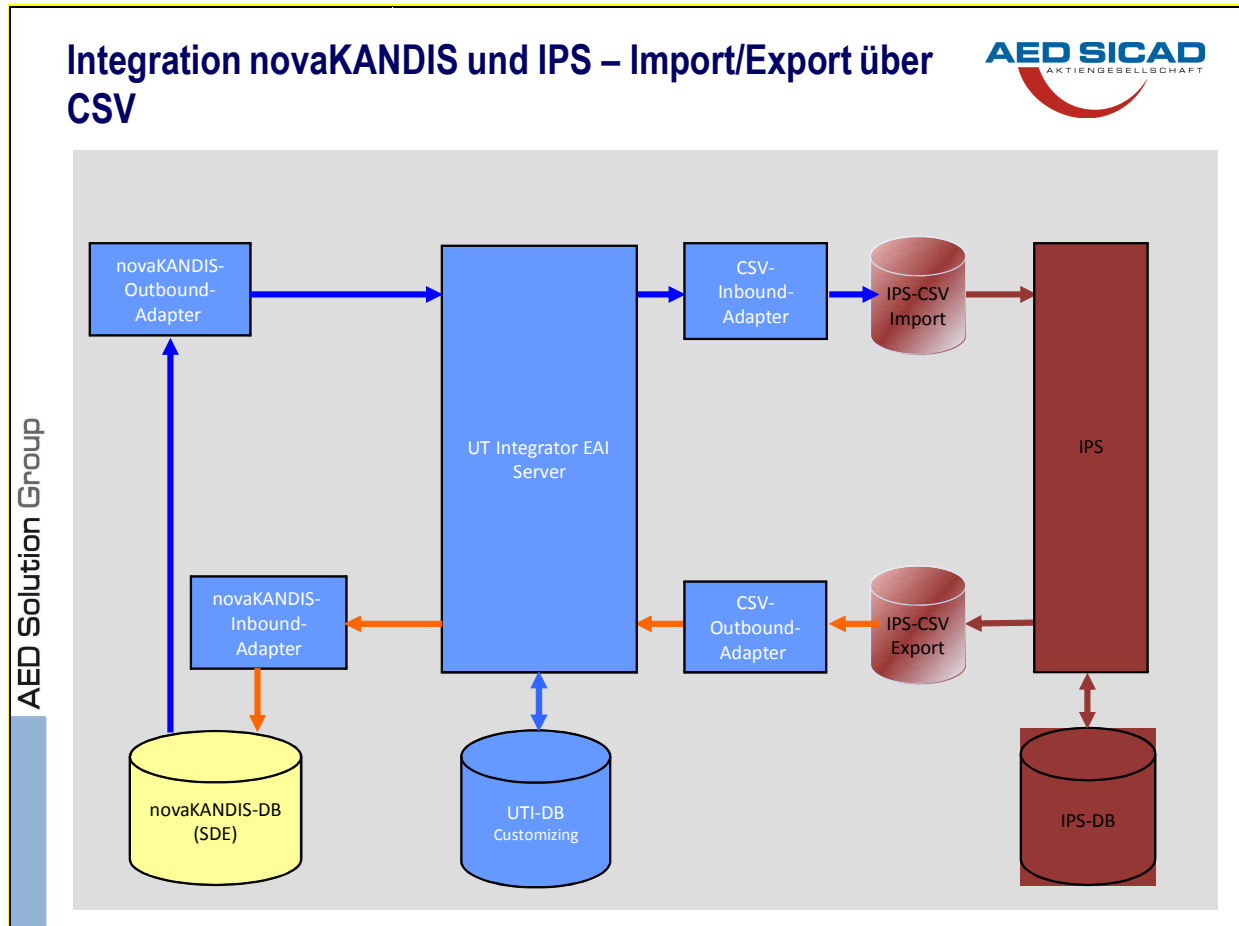 Integration novaKANDIS und IPS – Import/Export über
CSV
AED SICAD
AKTIENGESELLSCHAFT
novaKANDIS-
Outbound-
Adapter
UT Integrator EAI
Server
CSV-
Inbound-
Adapter
IPS-CSV
Import
IPS
novaKANDIS-
Inbound-
Adapter
CSV-
Outbound-
Adapter
IPS-CSV
Export
novaKANDIS-DB
(SDE)
UTI-DB
Customizing
IPS-DB
AED Solution Group